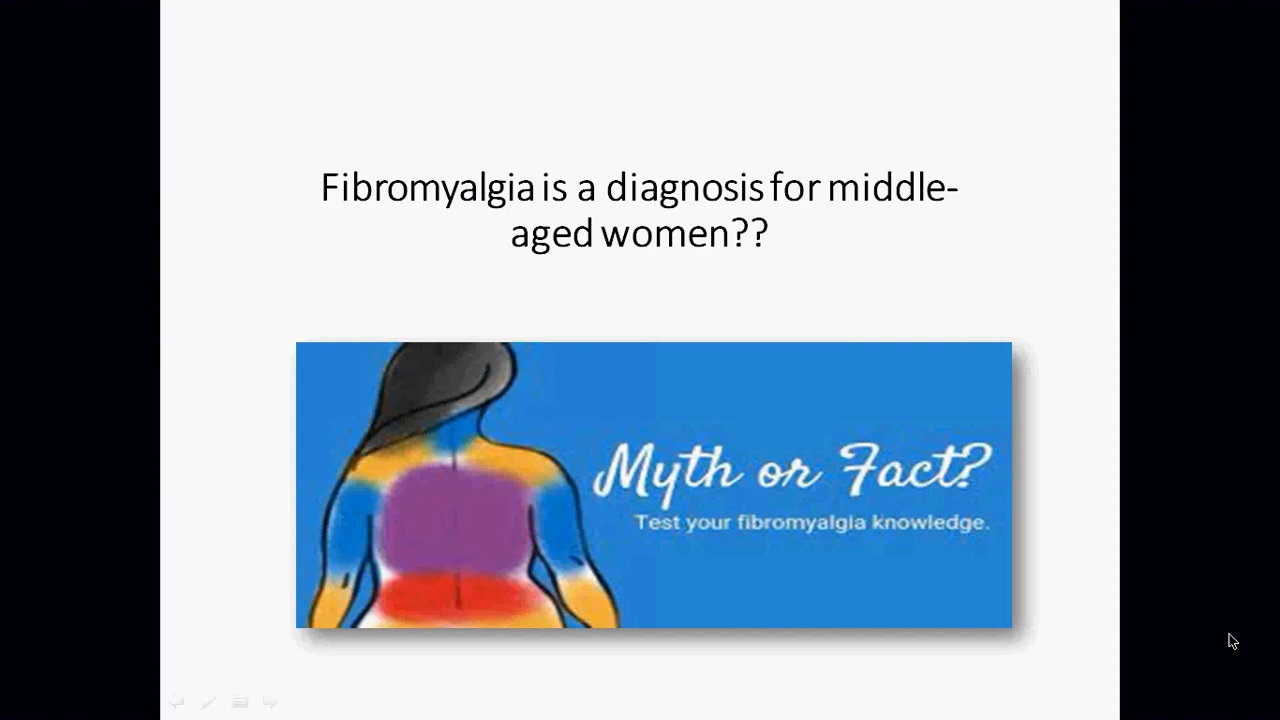 Fibromyalgia is a diagnosis for middle-
aged women??
Myth or Fact?
Test your fibromyalgia knowledge.